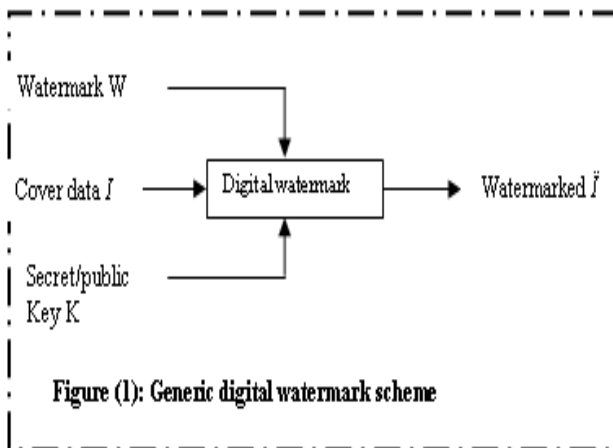 Watermark W
Cover data I
Digital watermark
Watermarked Ï
Secret/public
Key K
Figure (1): Generic digital watermark scheme